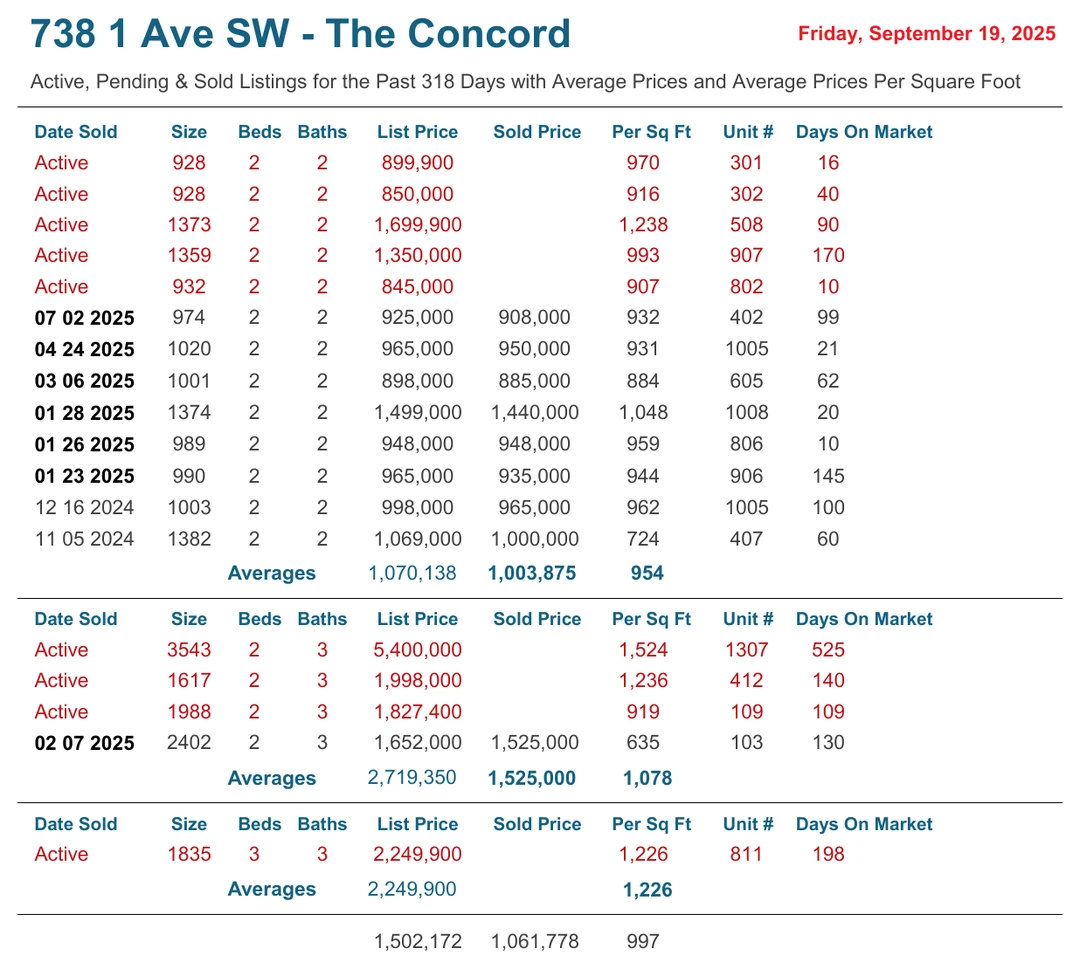 738 1 Ave SW - The Concord Friday, September 19, 2025
Active, Pending & Sold Listings for the Past 318 Days with Average Prices and Average Prices Per Square Foot
Date Sold Size Beds Baths List Price Sold Price Per Sq Ft Unit # Days On Market
Active 928 2 2 899,900 970 301 16
Active 928 2 2 850,000 916 302 40
Active 1373 2 2 1,699,900 1,238 508 90
Active 1359 2 2 1,350,000 993 907 170
Active 932 2 2 845,000 907 802 10
07 02 2025 974 2 2 925,000 908,000 932 402 99
04 24 2025 1020 2 2 965,000 950,000 931 1005 21
03 06 2025 1001 2 2 898,000 885,000 884 605 62
01 28 2025 1374 2 2 1,499,000 1,440,000 1,048 1008 20
01 26 2025 989 2 2 948,000 948,000 959 806 10
01 23 2025 990 2 2 965,000 935,000 944 906 145
12 16 2024 1003 2 2 998,000 965,000 962 1005 100
11 05 2024 1382 2 2 1,069,000 1,000,000 724 407 60
Averages 1,070,138 1,003,875 954
Date Sold Size Beds Baths List Price Sold Price Per Sq Ft Unit # Days On Market
Active 3543 2 3 5,400,000 1,524 1307 525
Active 1617 2 3 1,998,000 1,236 412 140
Active 1988 2 3 1,827,400 919 109 109
02 07 2025 2402 2 3 1,652,000 1,525,000 635 103 130
Averages 2,719,350 1,525,000 1,078
Date Sold Size Beds Baths List Price Sold Price Per Sq Ft Unit # Days On Market
Active 1835 3 3 2,249,900 1,226 811 198
Averages 2,249,900 1,226
1,502,172 1,061,778 997